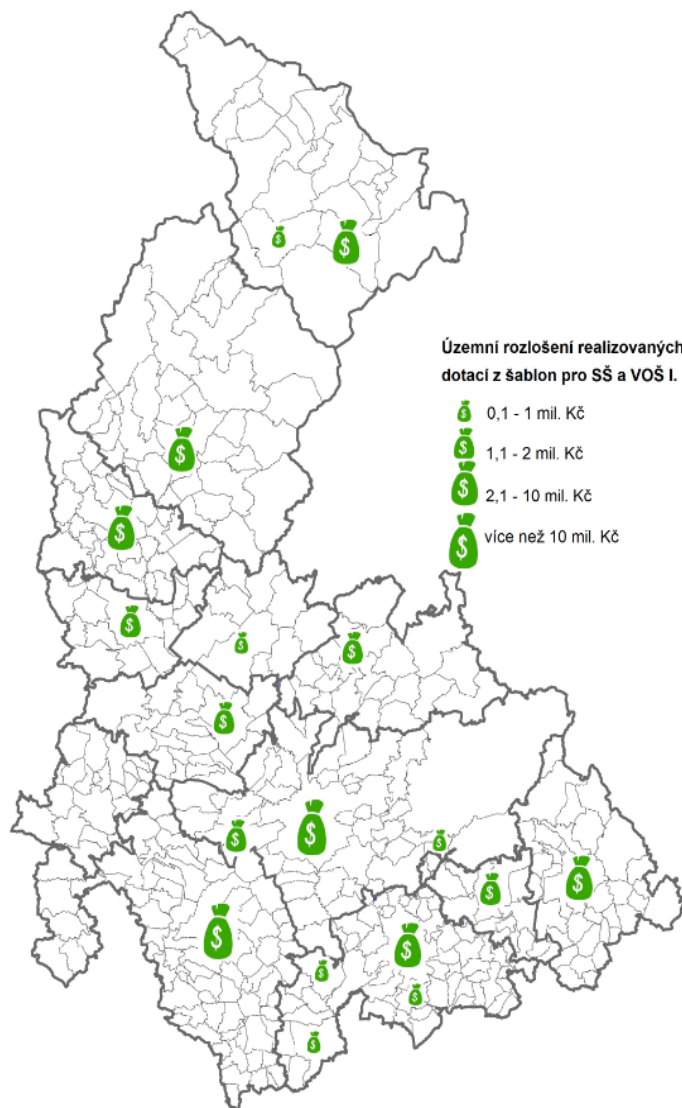 Územní rozlošení realizovaných
dotací z šablon pro SŠ a VOŠ I.
$ 0,1 - 1 mil. Kč
$ 1,1 - 2 mil. Kč
$ 2,1 - 10 mil. Kč
$ více než 10 mil. Kč